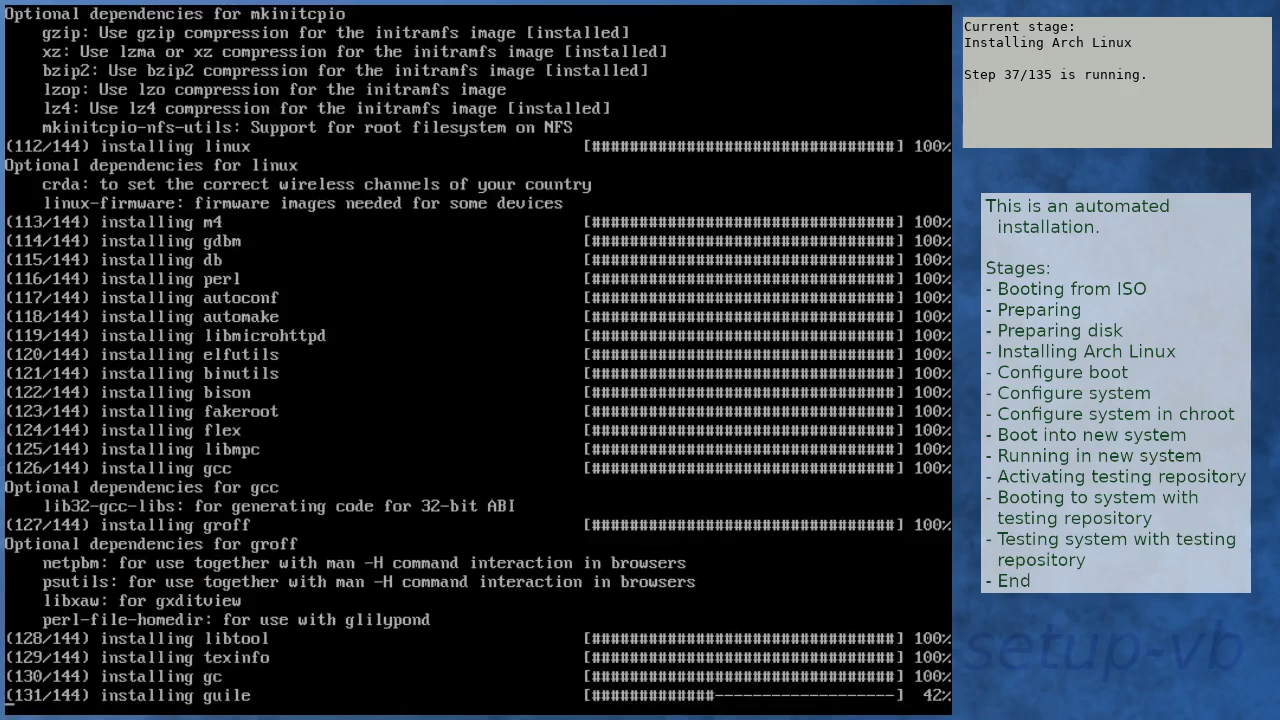 Optional dependencies for mkinitcpio
gzip: Use gzip compression for the initramfs image [installed]
xz: Use lzma or xz compression for the initramfs image [installed]
bzip2: Use bzip2 compression for the initramfs image [installed]
lzop: Use lzo compression for the initramfs image
lz4: Use lz4 compression for the initramfs image [installed]
mkinitcpio-nfs-utils: Support for root filesystem on NFS
(112/144) installing linux [################################] 100%
Optional dependencies for linux
crda: to set the correct wireless channels of your country
linux-firmware: firmware images needed for some devices
(113/144) installing m4 [################################] 100%
(114/144) installing gdbm [################################] 100%
(115/144) installing db [################################] 100%
(116/144) installing perl [################################] 100%
(117/144) installing autoconf [################################] 100%
(118/144) installing automake [################################] 100%
(119/144) installing libmicrohttpd [################################] 100%
(120/144) installing elfutils [################################] 100%
(121/144) installing binutils [################################] 100%
(122/144) installing bison [################################] 100%
(123/144) installing fakeroot [################################] 100%
(124/144) installing flex [################################] 100%
(125/144) installing libmpc [################################] 100%
(126/144) installing gcc [################################] 100%
Optional dependencies for gcc
lib32-gcc-libs: for generating code for 32-bit ABI
(127/144) installing groff [################################] 100%
Optional dependencies for groff
netpbm: for use together with man -H command interaction in browsers
psutils: for use together with man -H command interaction in browsers
libxaw: for gxditview
perl-file-homedir: for use with glilypond
(128/144) installing libtool [################################] 100%
(129/144) installing texinfo [################################] 100%
(130/144) installing gc [################################] 100%
(131/144) installing guile [#############-------------------] 42%
Current stage:
Installing Arch Linux
Step 37/135 is running.
This is an automated
installation.
Stages:
- Booting from ISO
- Preparing
- Preparing disk
- Installing Arch Linux
- Configure boot
- Configure system
- Configure system in chroot
- Boot into new system
- Running in new system
- Activating testing repository
- Booting to system with
testing repository
- Testing system with testing
repository
- End
setup-vb